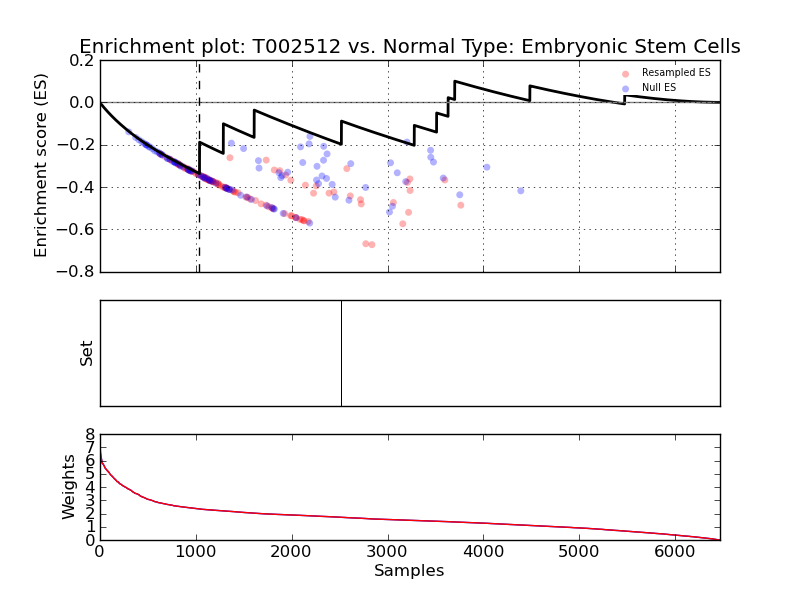 Enrichment plot: T002512 vs. Normal Type: Embryonic Stem Cells
Enrichment score (ES)
0.2
0.0
−0.2
−0.4
−0.6
−0.8
Resampled ES
Null ES
Set
Weights
8
7
6
5
4
3
2
1
0
0 1000 2000 3000 4000 5000 6000
Samples